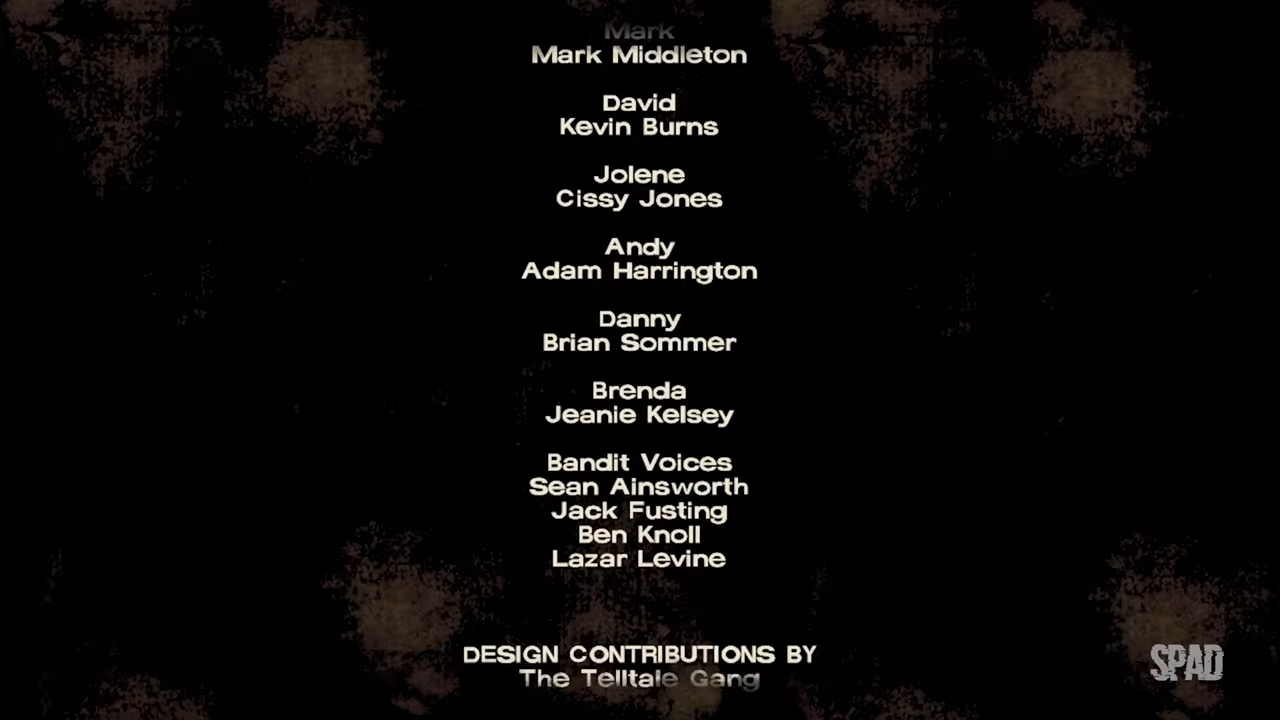 Mark
Mark Middleton
David
Kevin Burns
Jolene
Cissy Jones
Andy
Adam Harrington
Danny
Brian Sommer
Brenda
Jeanie Kelsey
Bandit Voices
Sean Ainsworth
Jack Fusting
Ben Knoll
Lazar Levine
DESIGN CONTRIBUTIONS BY
The Telltale Gang
SPAD